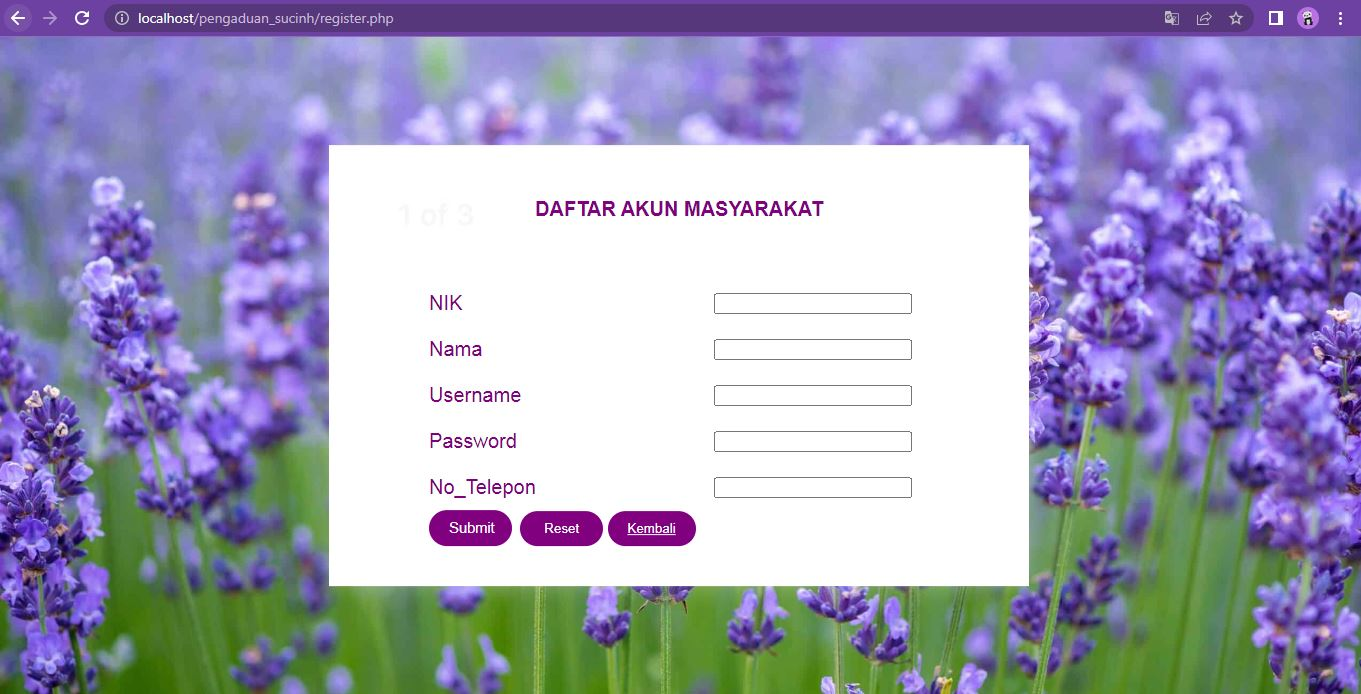 localhost/pengaduan_sucinh/register.php
1 of 3
DAFTAR AKUN MASYARAKAT
NIK
Nama
Username
Password
No_Telepon
Submit Reset Kembali